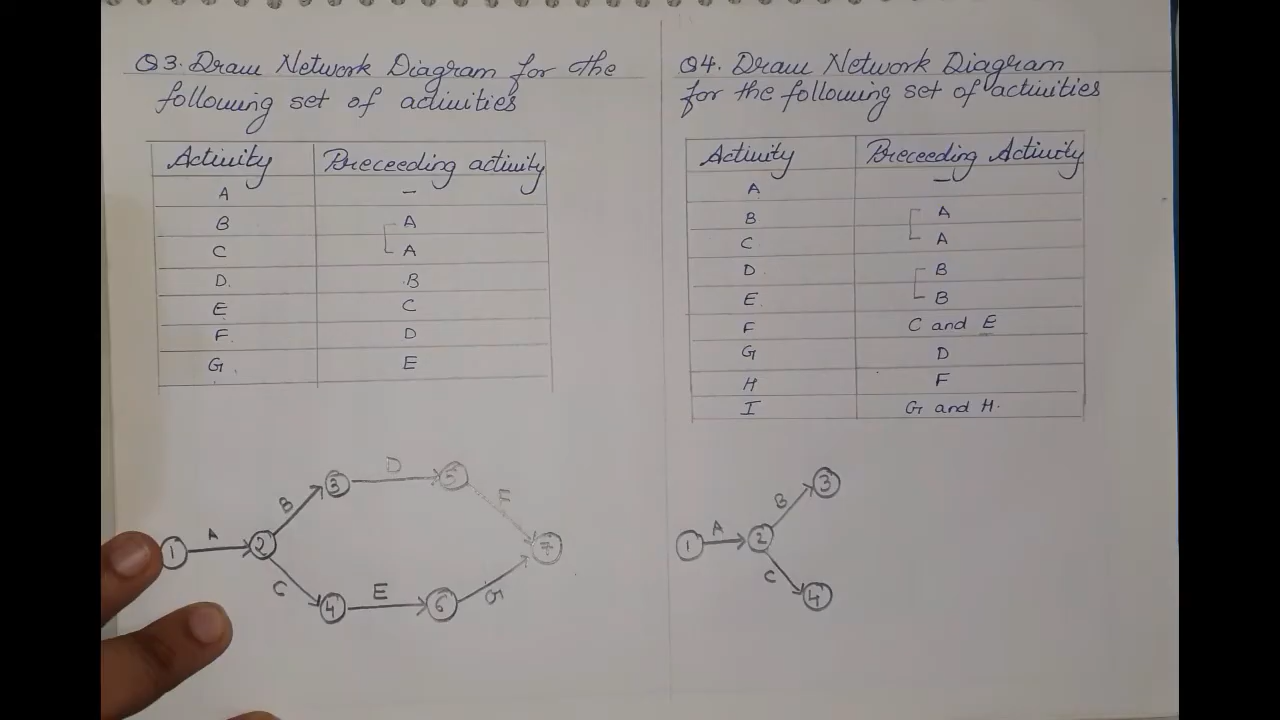 Q3. Draw Network Diagram for the
following set of activities
Activity Preceeding activity
A –
B A
C A
D. B
E C
F D
G E
1 A 2 B 3 D 5 F 7
C 4 E 6 G
Q4. Draw Network Diagram
for the following set of activities
Activity Preceeding Activity
A –
B A
C A
D B
E B
F C and E
G D
H F
I G and H.
1 A 2 B 3
C 4